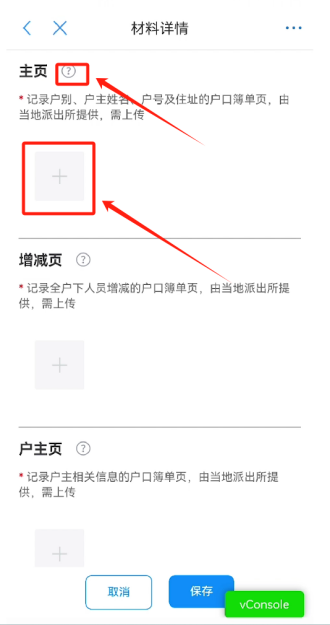 材料详情
主页 ?
* 记录户别、户主姓名、户号及住址的户口簿单页，由
当地派出所提供，需上传
增减页 ?
* 记录全户下人员增减的户口簿单页，由当地派出所提
供，需上传
户主页 ?
* 记录户主相关信息的户口簿单页，由当地派出所提
供，需上传
取消
保存
vConsole